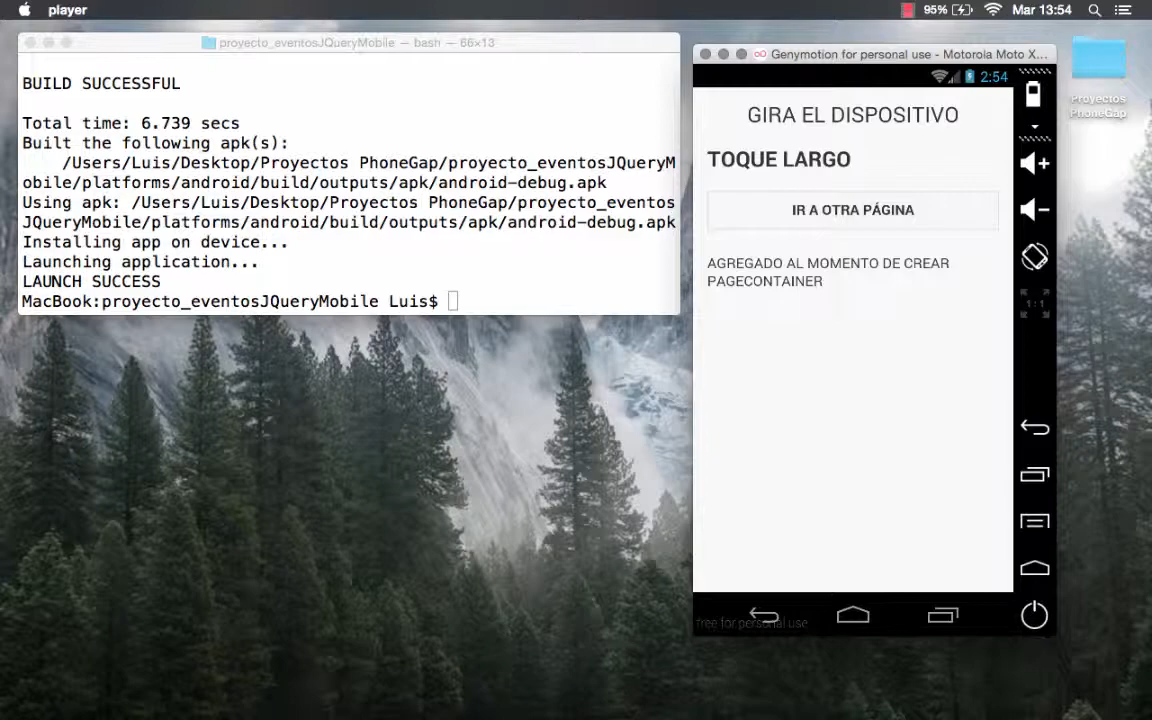 player
95%
Mar 13:54
proyecto_eventosJQueryMobile — bash — 66×13
BUILD SUCCESSFUL
Total time: 6.739 secs
Built the following apk(s):
/Users/Luis/Desktop/Proyectos PhoneGap/proyecto_eventosJQueryM
obile/platforms/android/build/outputs/apk/android-debug.apk
Using apk: /Users/Luis/Desktop/Proyectos PhoneGap/proyecto_eventos
JQueryMobile/platforms/android/build/outputs/apk/android-debug.apk
Installing app on device...
Launching application...
LAUNCH SUCCESS
MacBook:proyecto_eventosJQueryMobile Luis$
Genymotion for personal use - Motorola Moto X...
2:54
GIRA EL DISPOSITIVO
TOQUE LARGO
IR A OTRA PÁGINA
AGREGADO AL MOMENTO DE CREAR
PAGECONTAINER
1:1
free for personal use
Proyectos
PhoneGap